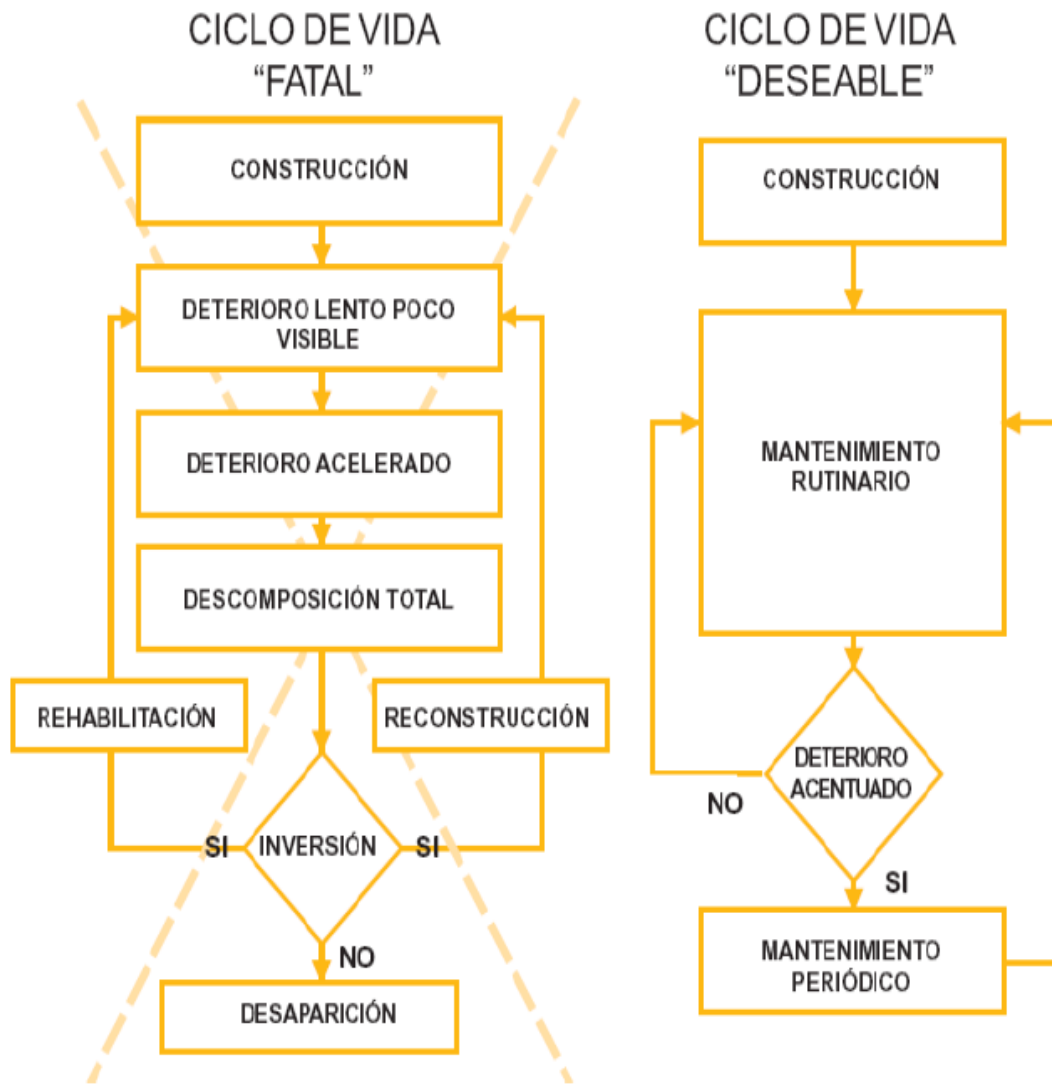 CICLO DE VIDA
“FATAL”
CONSTRUCCIÓN
DETERIORO LENTO POCO
VISIBLE
DETERIORO ACELERADO
DESCOMPOSICIÓN TOTAL
REHABILITACIÓN
RECONSTRUCCIÓN
SI
INVERSIÓN
SI
NO
DESAPARICIÓN
CICLO DE VIDA
“DESEABLE”
CONSTRUCCIÓN
MANTENIMIENTO
RUTINARIO
DETERIORO
ACENTUADO
NO
SI
MANTENIMIENTO
PERIÓDICO